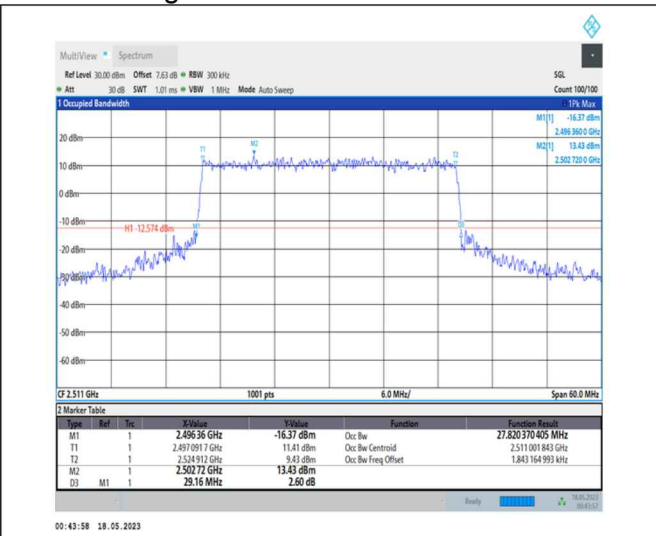 MultiView Spectrum
Ref Level 30.00 dBm Offset 7.63 dB RBW 300 kHz SGL
Att 30 dB SWT 1.01 ms VBW 1 MHz Mode Auto Sweep Count 100/100
1 Occupied Bandwidth 1Pk Max
M1[1] -16.37 dBm
2.496 360 0 GHz
M2[1] 13.43 dBm
2.502 720 0 GHz
20 dBm
T1 M2 T2
10 dBm
0 dBm
-10 dBm
H1 -12.574 dBm M1 D3
-20 dBm
-30 dBm
-40 dBm
-50 dBm
-60 dBm
CF 2.511 GHz 1001 pts 6.0 MHz/ Span 60.0 MHz
2 Marker Table
Type Ref Trc X-Value Y-Value Function Function Result
M1 1 2.496 36 GHz -16.37 dBm Occ Bw 27.820 370 405 MHz
T1 1 2.497 091 7 GHz 11.41 dBm Occ Bw Centroid 2.511 001 843 GHz
T2 1 2.524 912 GHz 9.43 dBm Occ Bw Freq Offset 1.843 164 993 kHz
M2 1 2.502 72 GHz 13.43 dBm
D3 M1 1 29.16 MHz 2.60 dB
Ready 18.05.2023
00:43:57
00:43:58 18.05.2023